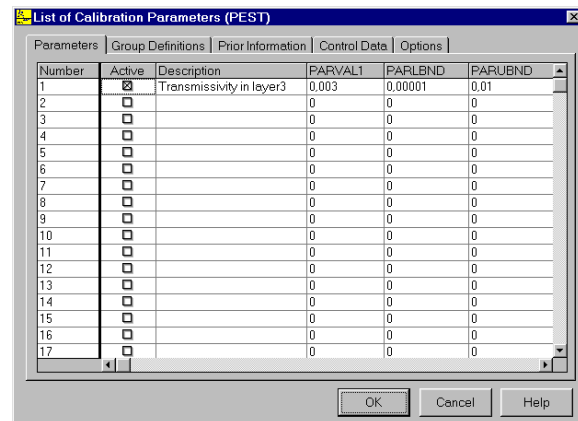 List of Calibration Parameters (PEST)
Parameters Group Definitions Prior Information Control Data Options
Number Active Description PARVAL1 PARLBND PARUBND
1 Transmissivity in layer3 0,003 0,00001 0,01
2 0 0 0
3 0 0 0
4 0 0 0
5 0 0 0
6 0 0 0
7 0 0 0
8 0 0 0
9 0 0 0
10 0 0 0
11 0 0 0
12 0 0 0
13 0 0 0
14 0 0 0
15 0 0 0
16 0 0 0
17 0 0 0
OK Cancel Help